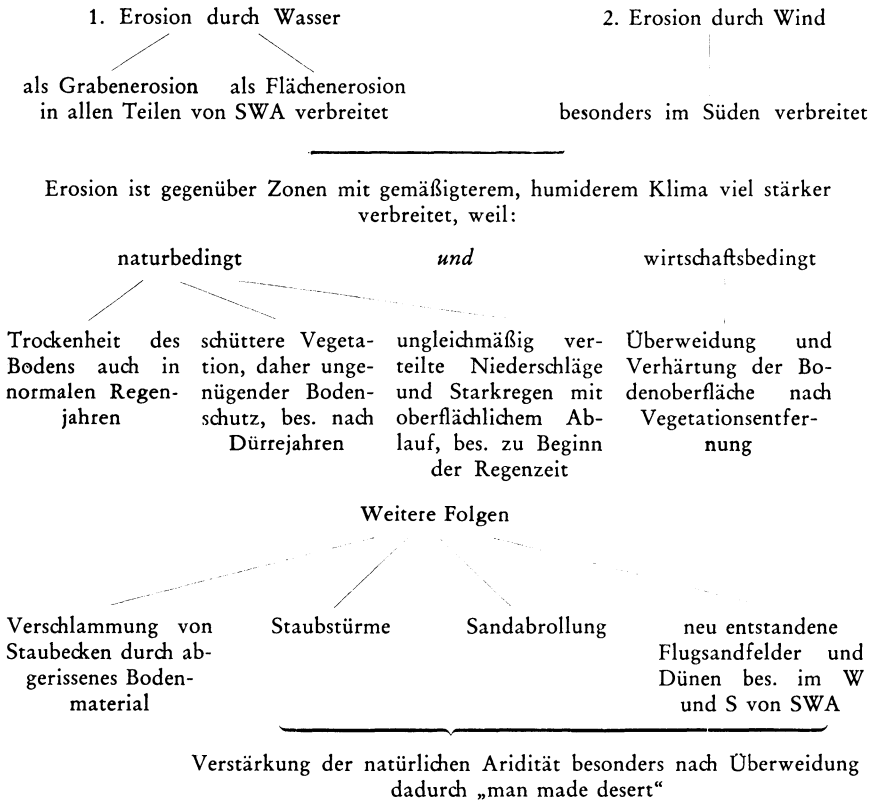 1. Erosion durch Wasser
2. Erosion durch Wind
als Grabenerosion als Flächenerosion
in allen Teilen von SWA verbreitet
besonders im Süden verbreitet
Erosion ist gegenüber Zonen mit gemäßigterem, humiderem Klima viel stärker
verbreitet, weil:
naturbedingt
und
wirtschaftsbedingt
Trockenheit des
Bodens auch in
normalen Regen-
jahren
schüttere Vegeta-
tion, daher unge-
nügender Boden-
schutz, bes. nach
Dürrejahren
ungleichmäßig ver-
teilte Niederschläge
und Starkregen mit
oberflächlichem Ab-
lauf, bes. zu Beginn
der Regenzeit
Überweidung und
Verhärtung der Bo-
denoberfläche nach
Vegetationsentfer-
nung
Weitere Folgen
Verschlammung von
Staubecken durch ab-
gerissenes Boden-
material
Staubstürme
Sandabrollung
neu entstandene
Flugsandfelder und
Dünen bes. im W
und S von SWA
Verstärkung der natürlichen Aridität besonders nach Überweidung
dadurch „man made desert“